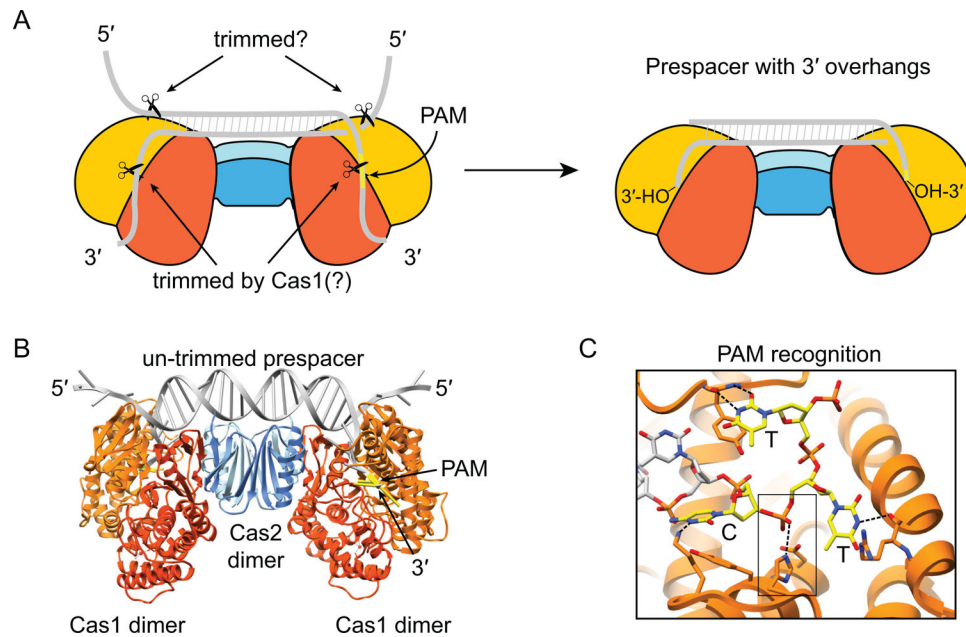 A
5′
5′
trimmed?
PAM
3′
3′
trimmed by Cas1(?)
Prespacer with 3′ overhangs
3′-HO
OH-3′
B
un-trimmed prespacer
5′
5′
PAM
Cas2
dimer
3′
Cas1 dimer
Cas1 dimer
C
PAM recognition
T
C
T